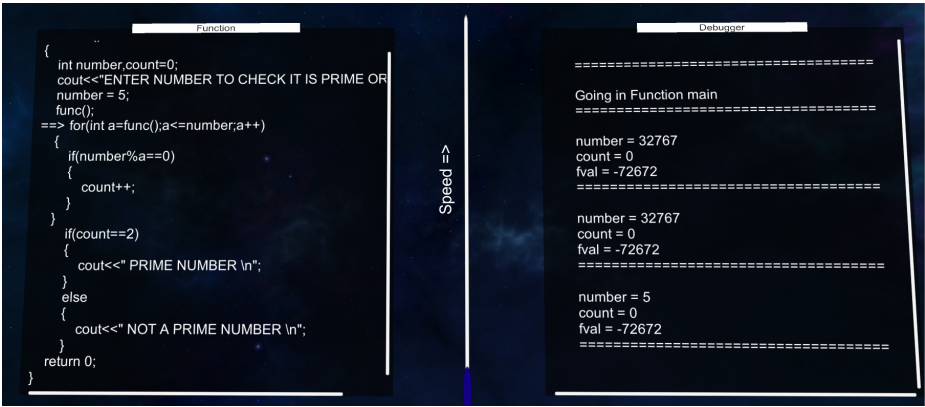 Function
{
int number,count=0;
cout<<"ENTER NUMBER TO CHECK IT IS PRIME OR
number = 5;
func();
==> for(int a=func();a<=number;a++)
{
if(number%a==0)
{
count++;
}
}
if(count==2)
{
cout<<" PRIME NUMBER \n";
}
else
{
cout<<" NOT A PRIME NUMBER \n";
}
return 0;
}
Speed =>
Debugger
====================================
Going in Function main
====================================
number = 32767
count = 0
fval = -72672
====================================
number = 32767
count = 0
fval = -72672
====================================
number = 5
count = 0
fval = -72672
====================================